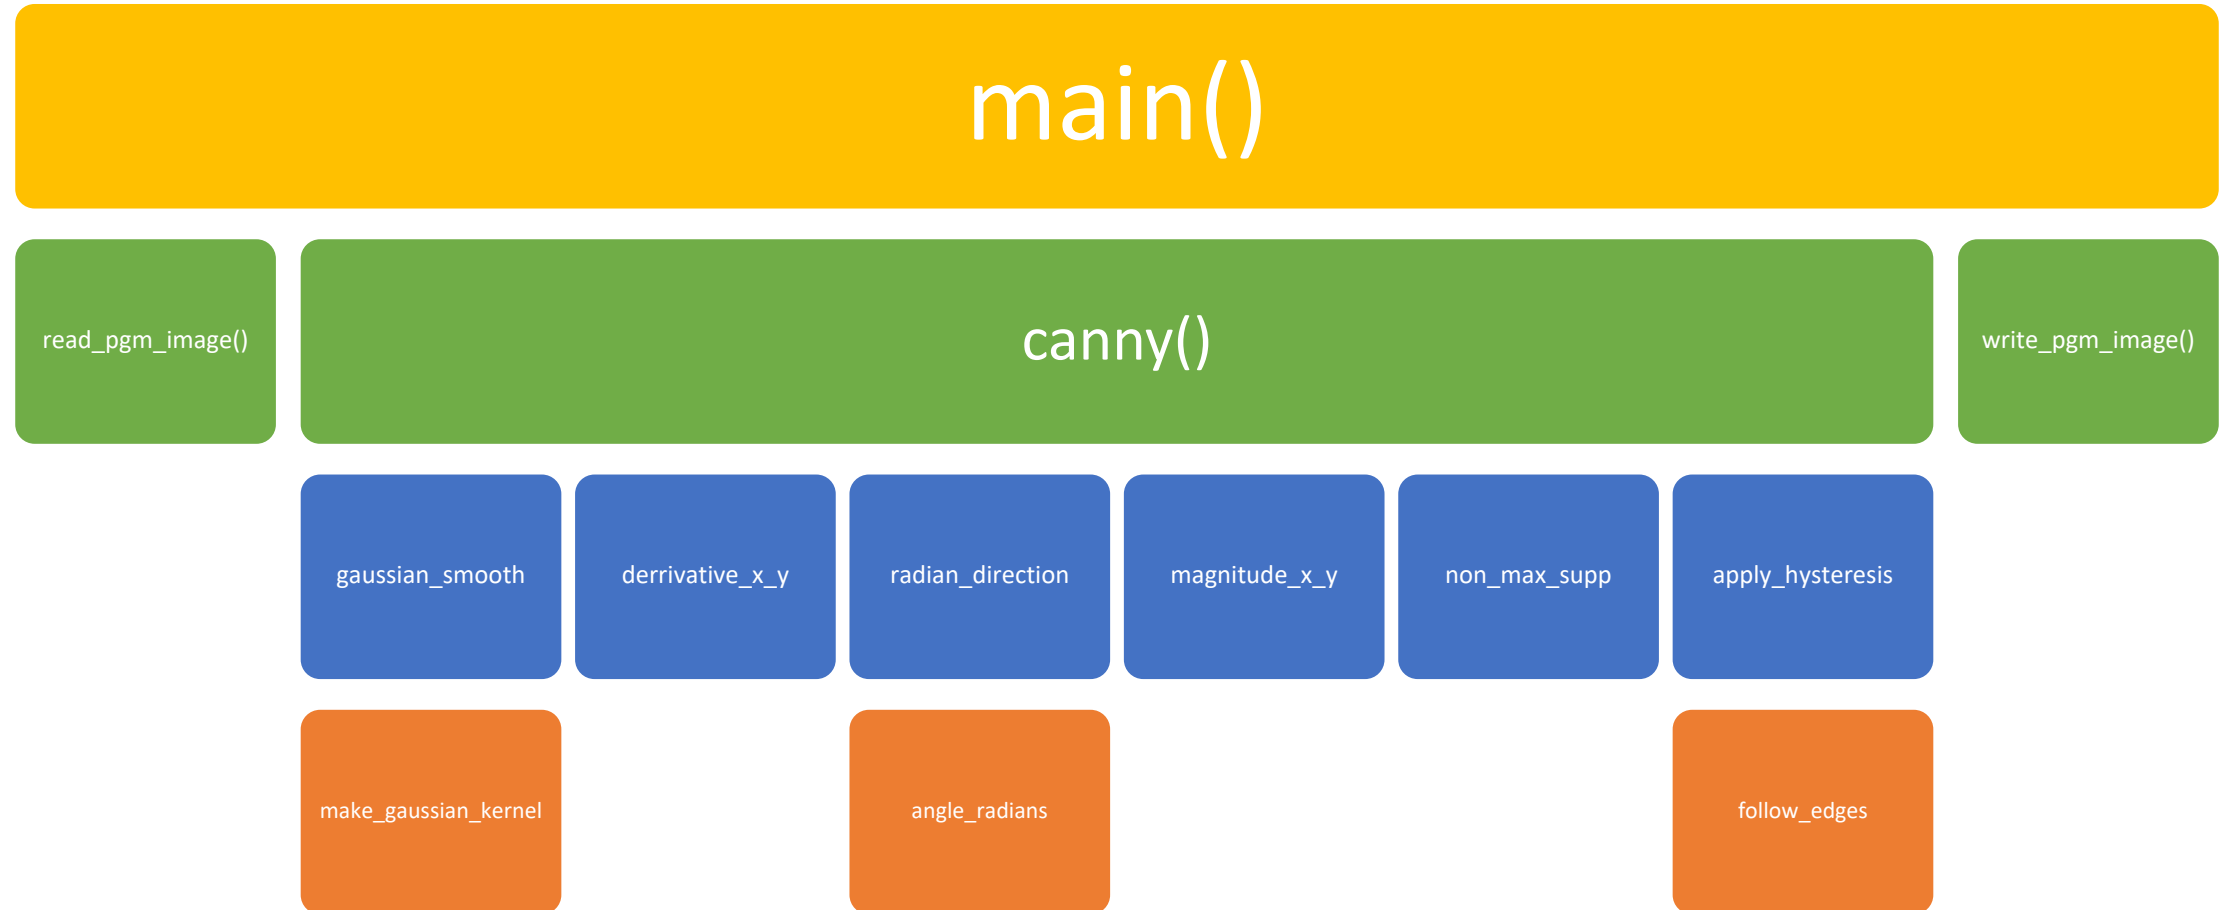 main()
read_pgm_image()
canny()
write_pgm_image()
gaussian_smooth
derrivative_x_y
radian_direction
magnitude_x_y
non_max_supp
apply_hysteresis
make_gaussian_kernel
angle_radians
follow_edges